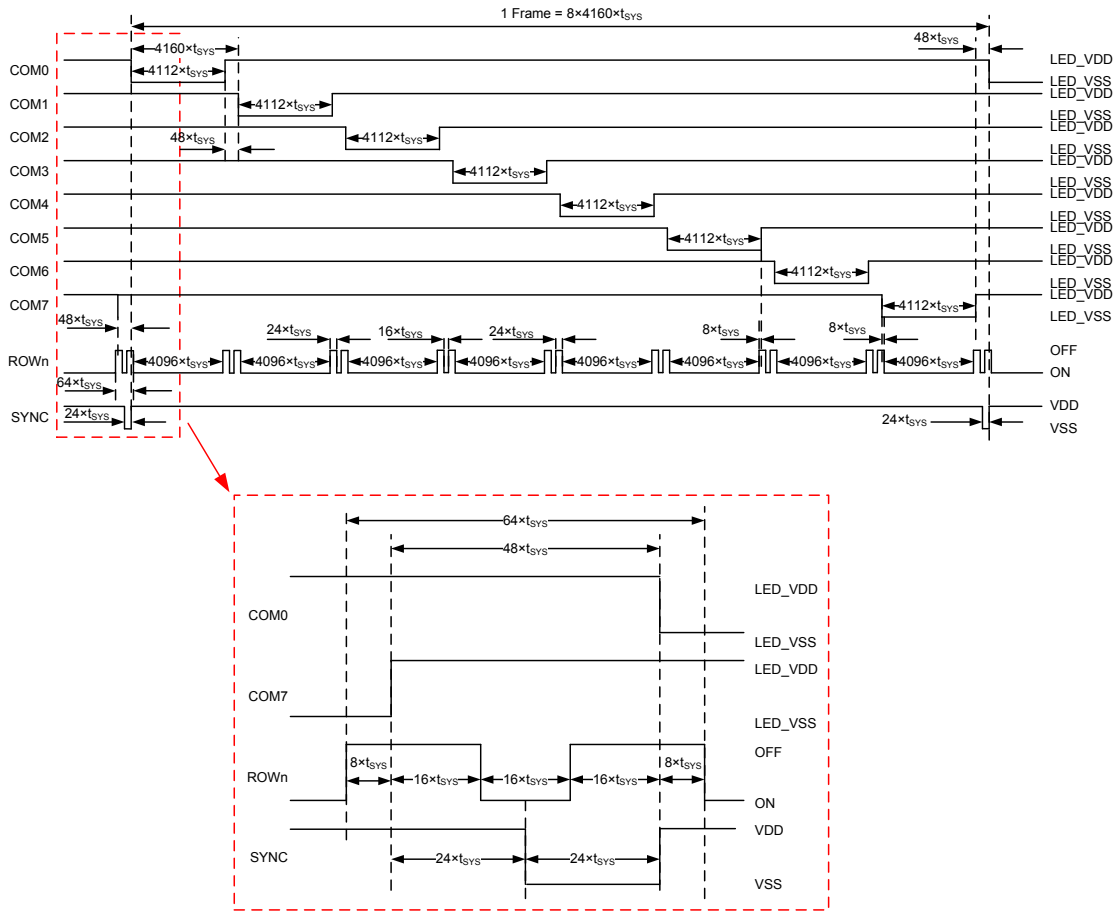 1 Frame = 8×4160×tSYS
4160×tSYS
48×tSYS
COM0
4112×tSYS
LED_VDD
LED_VSS
COM1
4112×tSYS
LED_VDD
LED_VSS
COM2
4112×tSYS
LED_VDD
48×tSYS
LED_VSS
COM3
4112×tSYS
LED_VDD
LED_VSS
COM4
4112×tSYS
LED_VDD
LED_VSS
COM5
4112×tSYS
LED_VDD
LED_VSS
COM6
4112×tSYS
LED_VDD
LED_VSS
COM7
4112×tSYS
LED_VDD
LED_VSS
48×tSYS
24×tSYS
16×tSYS
24×tSYS
8×tSYS
8×tSYS
ROWn
4096×tSYS
4096×tSYS
4096×tSYS
4096×tSYS
4096×tSYS
4096×tSYS
4096×tSYS
4096×tSYS
OFF
ON
64×tSYS
SYNC
24×tSYS
24×tSYS
VDD
VSS
64×tSYS
48×tSYS
COM0
LED_VDD
LED_VSS
COM7
LED_VDD
LED_VSS
ROWn
8×tSYS
16×tSYS
16×tSYS
16×tSYS
8×tSYS
OFF
ON
SYNC
24×tSYS
24×tSYS
VDD
VSS